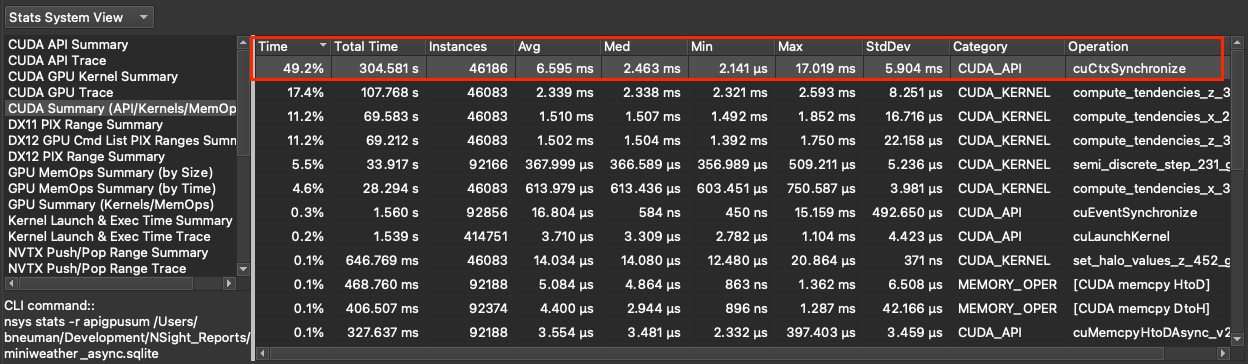 Stats System View
CUDA API Summary
CUDA API Trace
CUDA GPU Kernel Summary
CUDA GPU Trace
CUDA Summary (API/Kernels/MemOp
DX11 PIX Range Summary
DX12 GPU Cmd List PIX Ranges Summ
DX12 PIX Range Summary
GPU MemOps Summary (by Size)
GPU MemOps Summary (by Time)
GPU Summary (Kernels/MemOps)
Kernel Launch & Exec Time Summary
Kernel Launch & Exec Time Trace
NVTX Push/Pop Range Summary
NVTX Push/Pop Range Trace
CLI command::
nsys stats -r apigpusum /Users/
bneuman/Development/NSight_Reports/
miniweather_async.sqlite
Time Total Time Instances Avg Med Min Max StdDev Category Operation
49.2% 304.581 s 46186 6.595 ms 2.463 ms 2.141 μs 17.019 ms 5.904 ms CUDA_API cuCtxSynchronize
17.4% 107.768 s 46083 2.339 ms 2.338 ms 2.321 ms 2.593 ms 8.251 μs CUDA_KERNEL compute_tendencies_z_3
11.2% 69.583 s 46083 1.510 ms 1.507 ms 1.492 ms 1.852 ms 16.716 μs CUDA_KERNEL compute_tendencies_x_2
11.2% 69.212 s 46083 1.502 ms 1.504 ms 1.392 ms 1.750 ms 22.158 μs CUDA_KERNEL compute_tendencies_z_3
5.5% 33.917 s 92166 367.999 μs 366.589 μs 356.989 μs 509.211 μs 5.236 μs CUDA_KERNEL semi_discrete_step_231_g
4.6% 28.294 s 46083 613.979 μs 613.436 μs 603.451 μs 750.587 μs 3.981 μs CUDA_KERNEL compute_tendencies_x_3
0.3% 1.560 s 92856 16.804 μs 584 ns 450 ns 15.159 ms 492.650 μs CUDA_API cuEventSynchronize
0.2% 1.539 s 414751 3.710 μs 3.309 μs 2.782 μs 1.104 ms 4.423 μs CUDA_API cuLaunchKernel
0.1% 646.769 ms 46083 14.034 μs 14.080 μs 12.480 μs 20.864 μs 371 ns CUDA_KERNEL set_halo_values_z_452_g
0.1% 468.760 ms 92188 5.084 μs 4.864 μs 863 ns 1.362 ms 6.508 μs MEMORY_OPER [CUDA memcpy HtoD]
0.1% 406.507 ms 92374 4.400 μs 2.944 μs 896 ns 1.287 ms 42.166 μs MEMORY_OPER [CUDA memcpy DtoH]
0.1% 327.637 ms 92188 3.554 μs 3.481 μs 2.332 μs 397.403 μs 3.459 μs CUDA_API cuMemcpyHtoDAsync_v2